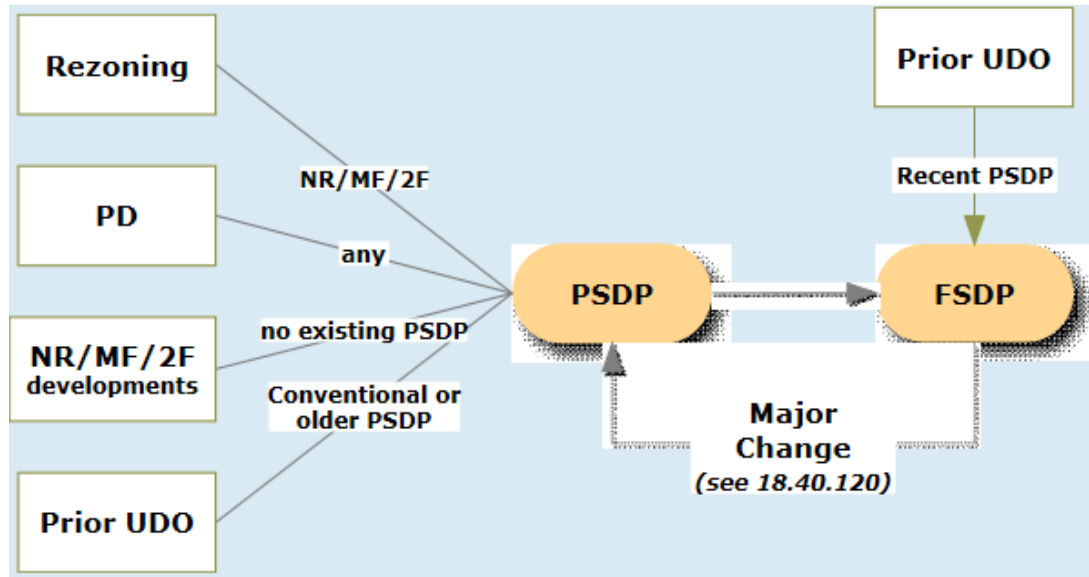 Rezoning
Prior UDO
NR/MF/2F
Recent PSDP
PD
any
PSDP
FSDP
no existing PSDP
NR/MF/2F
developments
Conventional or
older PSDP
Major
Change
(see 18.40.120)
Prior UDO